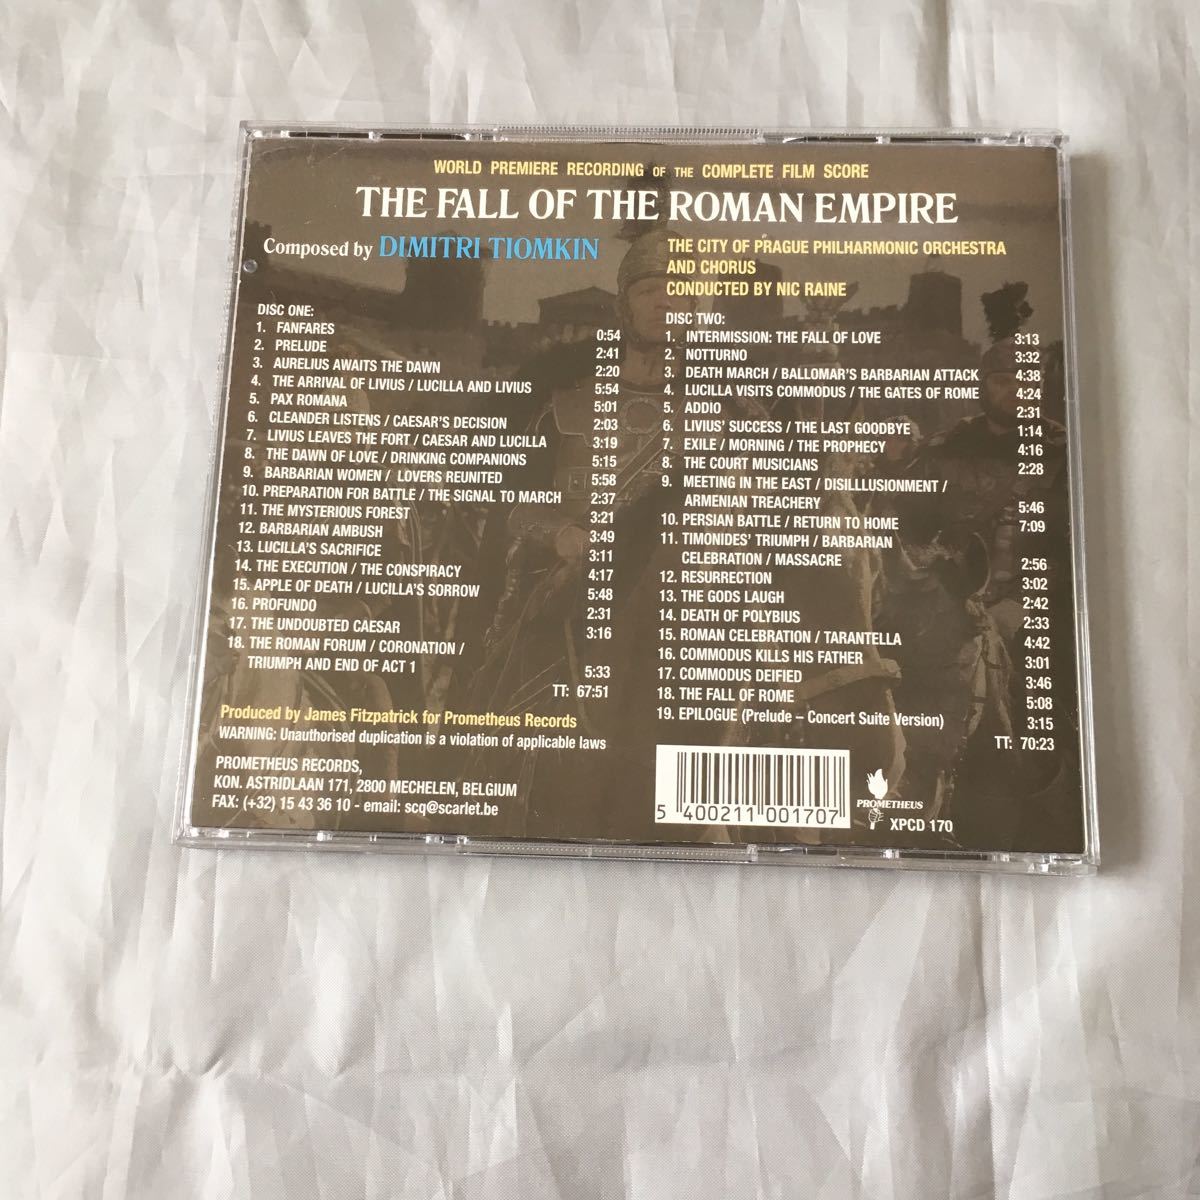 WORLD PREMIERE RECORDING OF THE COMPLETE FILM SCORE
THE FALL OF THE ROMAN EMPIRE
Composed by DIMITRI TIOMKIN
THE CITY OF PRAGUE PHILHARMONIC ORCHESTRA
AND CHORUS
CONDUCTED BY NIC RAINE
DISC ONE:
1. FANFARES 0:54
2. PRELUDE 2:41
3. AURELIUS AWAITS THE DAWN 2:20
4. THE ARRIVAL OF LIVIUS / LUCILLA AND LIVIUS 5:54
5. PAX ROMANA 5:01
6. CLEANDER LISTENS / CAESAR'S DECISION 2:03
7. LIVIUS LEAVES THE FORT / CAESAR AND LUCILLA 3:19
8. THE DAWN OF LOVE / DRINKING COMPANIONS 5:15
9. BARBARIAN WOMEN / LOVERS REUNITED 5:58
10. PREPARATION FOR BATTLE / THE SIGNAL TO MARCH 2:37
11. THE MYSTERIOUS FOREST 3:21
12. BARBARIAN AMBUSH 3:49
13. LUCILLA'S SACRIFICE 3:11
14. THE EXECUTION / THE CONSPIRACY 4:17
15. APPLE OF DEATH / LUCILLA'S SORROW 5:48
16. PROFUNDO 2:31
17. THE UNDOUBTED CAESAR 3:16
18. THE ROMAN FORUM / CORONATION /
TRIUMPH AND END OF ACT 1 5:33
TT: 67:51
DISC TWO:
1. INTERMISSION: THE FALL OF LOVE 3:13
2. NOTTURNO 3:32
3. DEATH MARCH / BALLOMAR'S BARBARIAN ATTACK 4:38
4. LUCILLA VISITS COMMODUS / THE GATES OF ROME 4:24
5. ADDIO 2:31
6. LIVIUS' SUCCESS / THE LAST GOODBYE 1:14
7. EXILE / MORNING / THE PROPHECY 4:16
8. THE COURT MUSICIANS 2:28
9. MEETING IN THE EAST / DISILLLUSIONMENT /
ARMENIAN TREACHERY 5:46
10. PERSIAN BATTLE / RETURN TO HOME 7:09
11. TIMONIDES' TRIUMPH / BARBARIAN
CELEBRATION / MASSACRE 2:56
12. RESURRECTION 3:02
13. THE GODS LAUGH 2:42
14. DEATH OF POLYBIUS 2:33
15. ROMAN CELEBRATION / TARANTELLA 4:42
16. COMMODUS KILLS HIS FATHER 3:01
17. COMMODUS DEIFIED 3:46
18. THE FALL OF ROME 5:08
19. EPILOGUE (Prelude – Concert Suite Version) 3:15
TT: 70:23
Produced by James Fitzpatrick for Prometheus Records
WARNING: Unauthorised duplication is a violation of applicable laws
PROMETHEUS RECORDS,
KON. ASTRIDLAAN 171, 2800 MECHELEN, BELGIUM
FAX: (+32) 15 43 36 10 - email: scq@scarlet.be
5 400211 001707
PROMETHEUS
XPCD 170